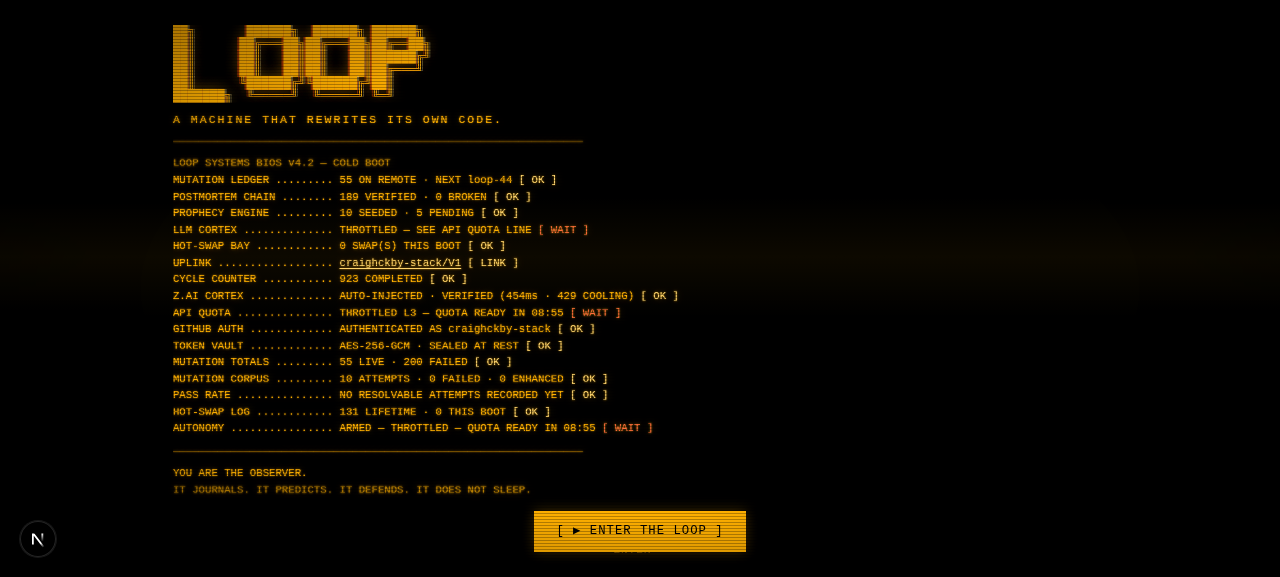 LOOP
A MACHINE THAT REWRITES ITS OWN CODE.
LOOP SYSTEMS BIOS v4.2 — COLD BOOT
MUTATION LEDGER ......... 55 ON REMOTE · NEXT loop-44 [ OK ]
POSTMORTEM CHAIN ........ 189 VERIFIED · 0 BROKEN [ OK ]
PROPHECY ENGINE ......... 10 SEEDED · 5 PENDING [ OK ]
LLM CORTEX .............. THROTTLED — SEE API QUOTA LINE [ WAIT ]
HOT-SWAP BAY ............ 0 SWAP(S) THIS BOOT [ OK ]
UPLINK .................. craighckby-stack/V1 [ LINK ]
CYCLE COUNTER ........... 923 COMPLETED [ OK ]
Z.AI CORTEX ............. AUTO-INJECTED · VERIFIED (454ms · 429 COOLING) [ OK ]
API QUOTA ............... THROTTLED L3 — QUOTA READY IN 08:55 [ WAIT ]
GITHUB AUTH ............. AUTHENTICATED AS craighckby-stack [ OK ]
TOKEN VAULT ............. AES-256-GCM · SEALED AT REST [ OK ]
MUTATION TOTALS ......... 55 LIVE · 200 FAILED [ OK ]
MUTATION CORPUS ......... 10 ATTEMPTS · 0 FAILED · 0 ENHANCED [ OK ]
PASS RATE ............... NO RESOLVABLE ATTEMPTS RECORDED YET [ OK ]
HOT-SWAP LOG ............ 131 LIFETIME · 0 THIS BOOT [ OK ]
AUTONOMY ................ ARMED — THROTTLED — QUOTA READY IN 08:55 [ WAIT ]
YOU ARE THE OBSERVER.
IT JOURNALS. IT PREDICTS. IT DEFENDS. IT DOES NOT SLEEP.
[ ▶ ENTER THE LOOP ]
N